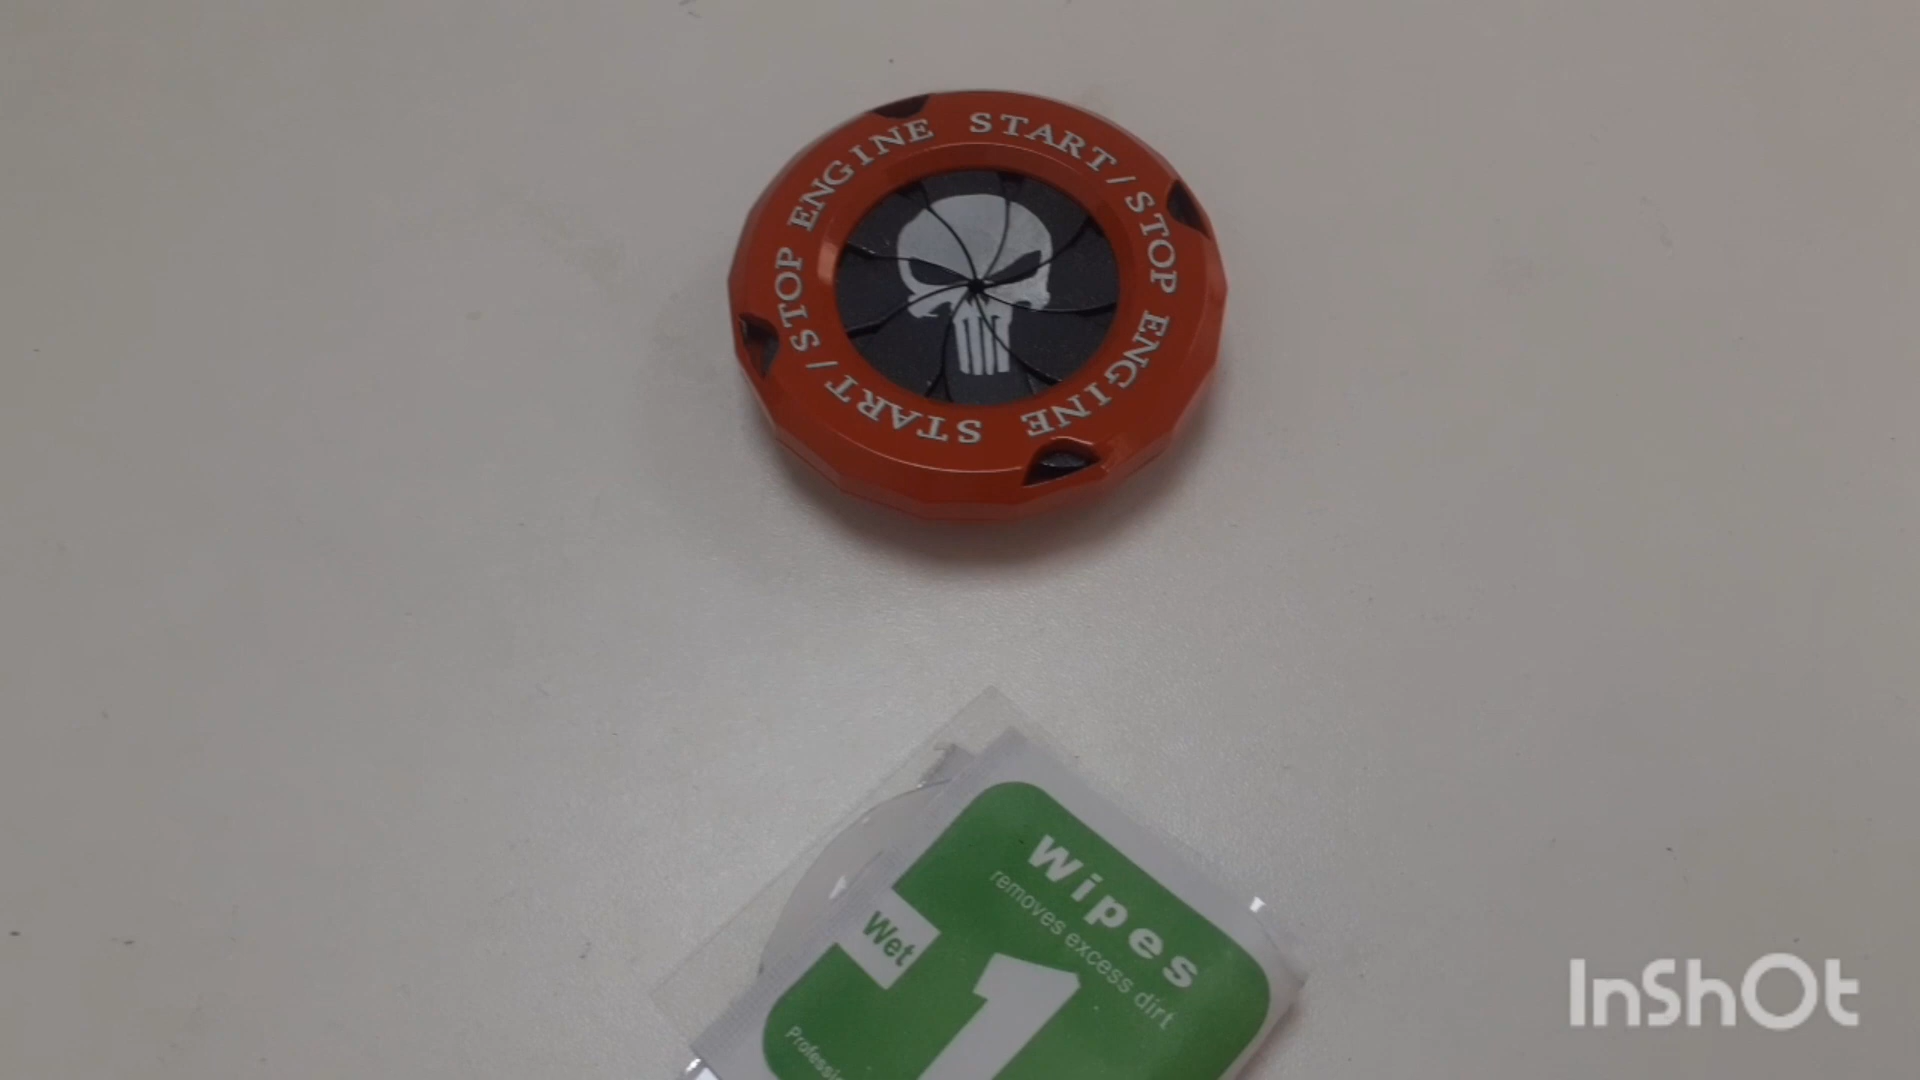 START/STOP ENGINE
START/STOP ENGINE
Wipes
removes excess dirt
Wet
1
InShOt